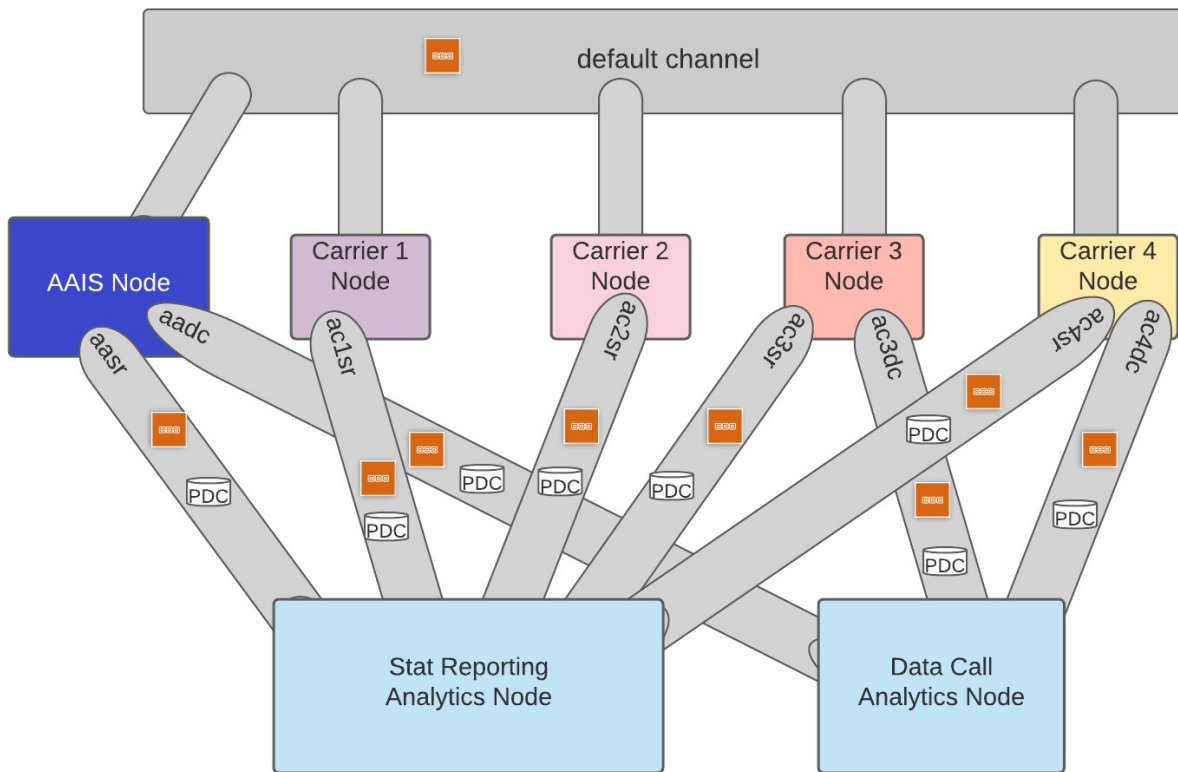 default channel
AAIS Node
Carrier 1
Node
Carrier 2
Node
Carrier 3
Node
Carrier 4
Node
aasr
aadc
ac1sr
ac2sr
ac3sr
ac3dc
ac4sr
ac4dc
PDC
PDC
PDC
PDC
PDC
PDC
PDC
PDC
Stat Reporting
Analytics Node
Data Call
Analytics Node